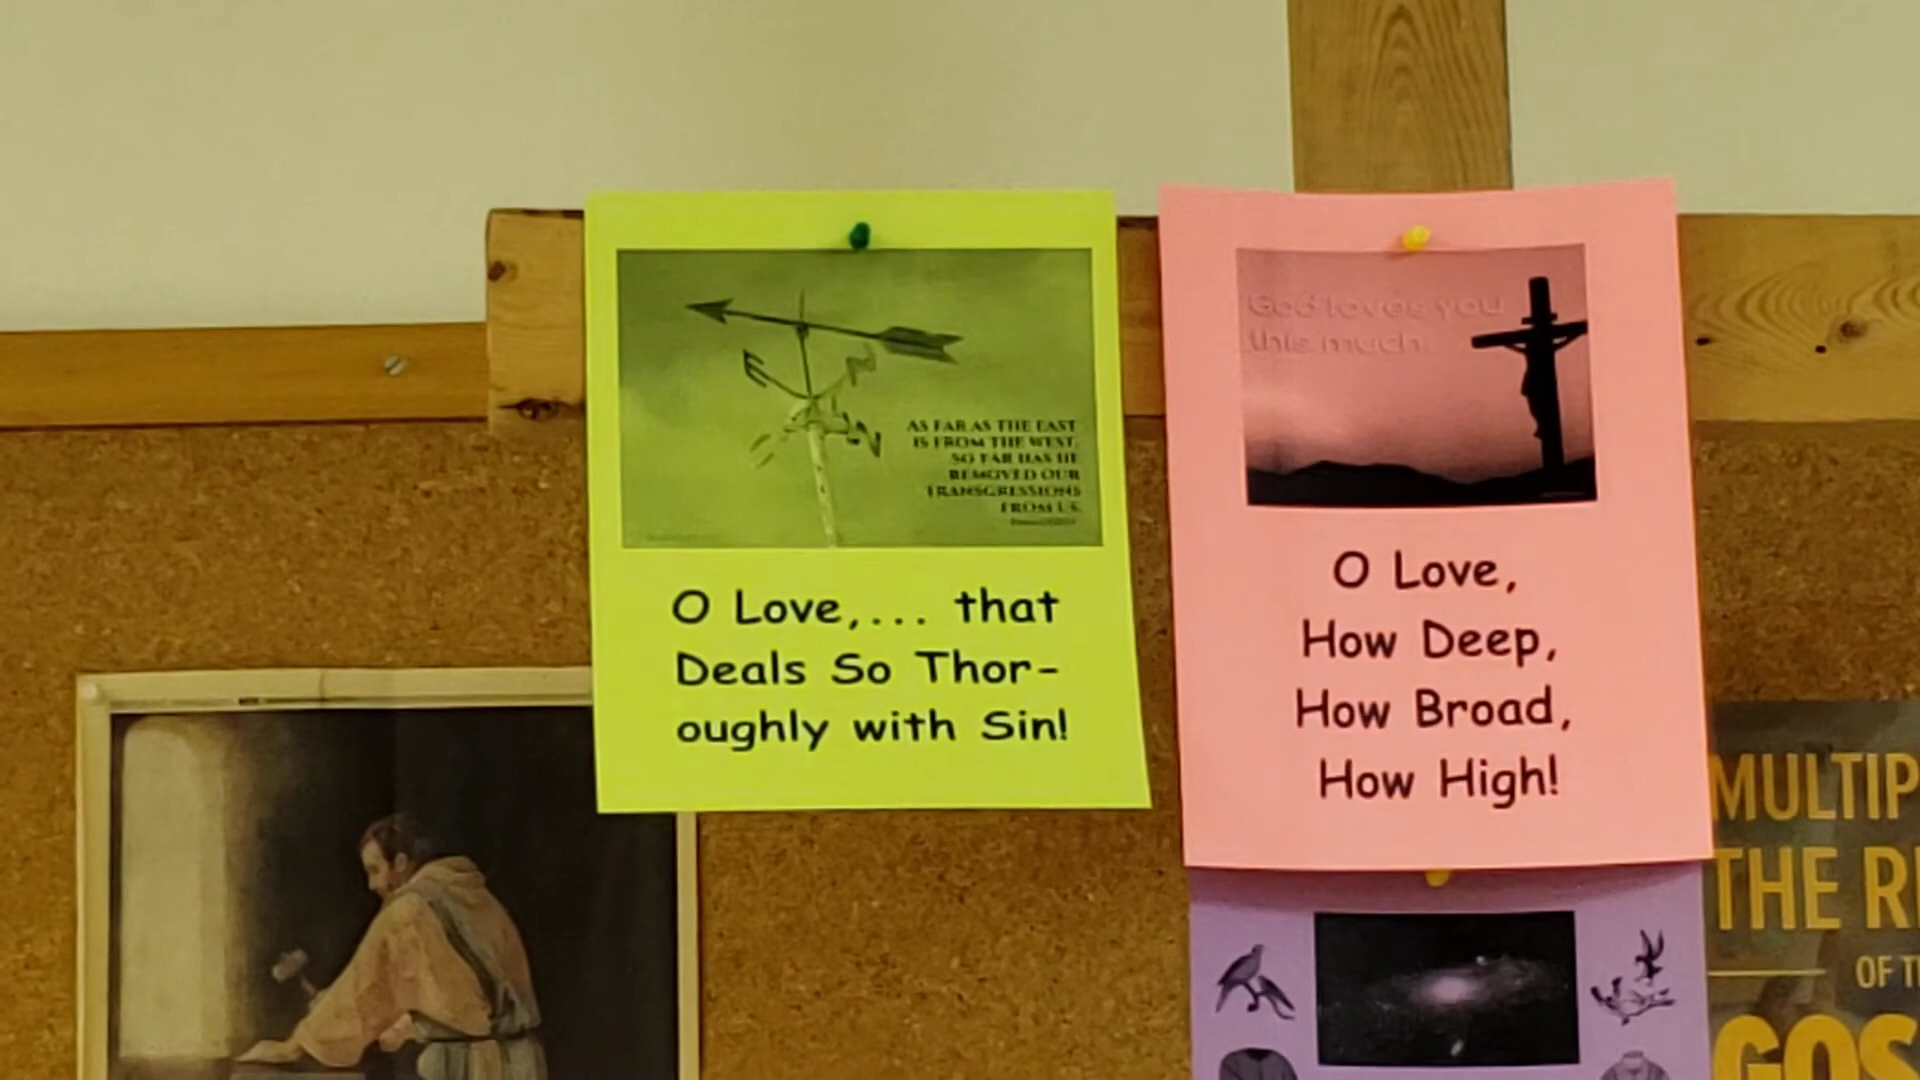 AS FAR AS THE EAST
IS FROM THE WEST,
SO FAR HAS HE
REMOVED OUR
TRANSGRESSIONS
FROM US.
O Love,... that
Deals So Thor-
oughly with Sin!
God loves you
this much.
O Love,
How Deep,
How Broad,
How High!
MULTIP
THE R
OF T
GOS